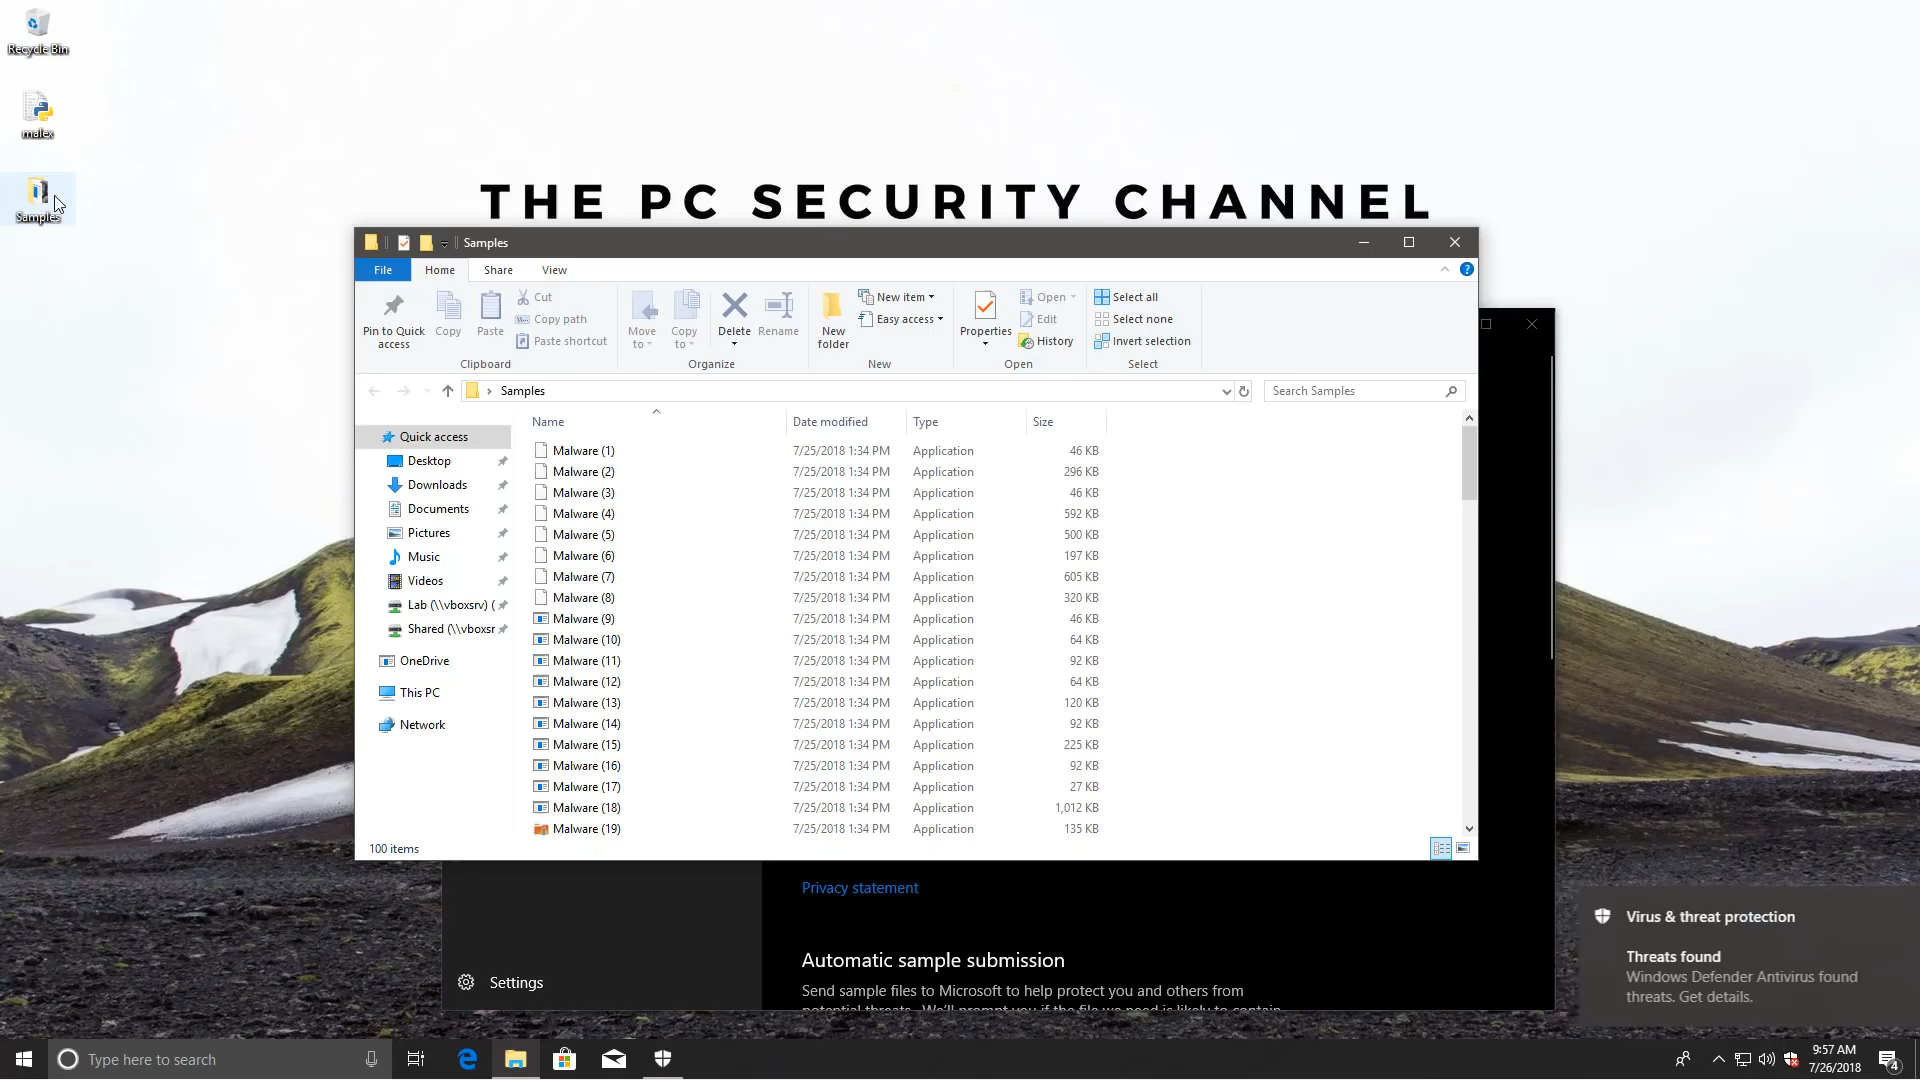 Recycle Bin
malex
Samples
THE PC SECURITY CHANNEL
Samples
File Home Share View
Pin to Quick access
Copy
Paste
Cut
Copy path
Paste shortcut
Clipboard
Move to
Copy to
Delete
Rename
Organize
New folder
New item
Easy access
New
Properties
Open
Edit
History
Open
Select all
Select none
Invert selection
Select
Samples
Search Samples
Name Date modified Type Size
Quick access
Desktop
Downloads
Documents
Pictures
Music
Videos
Lab (\\vboxsrv) (
Shared (\\vboxsr
OneDrive
This PC
Network
Malware (1) 7/25/2018 1:34 PM Application 46 KB
Malware (2) 7/25/2018 1:34 PM Application 296 KB
Malware (3) 7/25/2018 1:34 PM Application 46 KB
Malware (4) 7/25/2018 1:34 PM Application 592 KB
Malware (5) 7/25/2018 1:34 PM Application 500 KB
Malware (6) 7/25/2018 1:34 PM Application 197 KB
Malware (7) 7/25/2018 1:34 PM Application 605 KB
Malware (8) 7/25/2018 1:34 PM Application 320 KB
Malware (9) 7/25/2018 1:34 PM Application 46 KB
Malware (10) 7/25/2018 1:34 PM Application 64 KB
Malware (11) 7/25/2018 1:34 PM Application 92 KB
Malware (12) 7/25/2018 1:34 PM Application 64 KB
Malware (13) 7/25/2018 1:34 PM Application 120 KB
Malware (14) 7/25/2018 1:34 PM Application 92 KB
Malware (15) 7/25/2018 1:34 PM Application 225 KB
Malware (16) 7/25/2018 1:34 PM Application 92 KB
Malware (17) 7/25/2018 1:34 PM Application 27 KB
Malware (18) 7/25/2018 1:34 PM Application 1,012 KB
Malware (19) 7/25/2018 1:34 PM Application 135 KB
100 items
Privacy statement
Automatic sample submission
Send sample files to Microsoft to help protect you and others from
potential threats. We'll prompt you if the file we need is likely to contain
Settings
Virus & threat protection
Threats found
Windows Defender Antivirus found
threats. Get details.
Type here to search
9:57 AM
7/26/2018
4